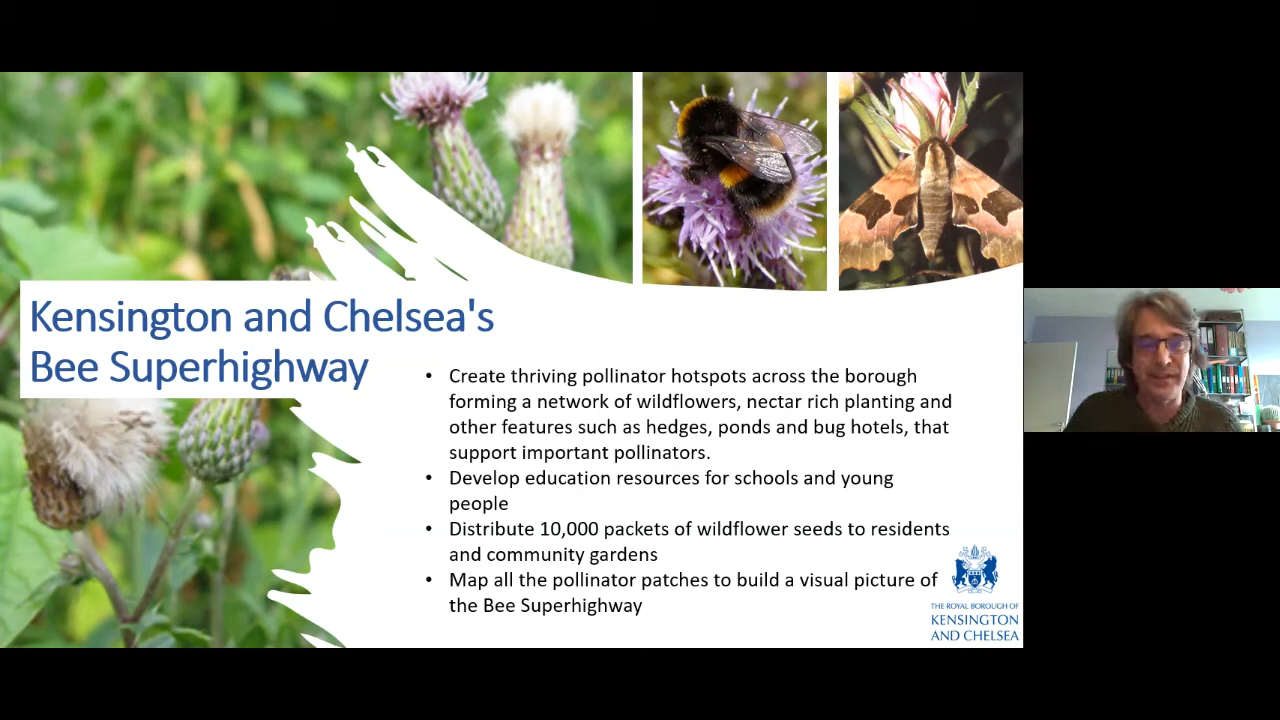 Kensington and Chelsea's
Bee Superhighway
• Create thriving pollinator hotspots across the borough
forming a network of wildflowers, nectar rich planting and
other features such as hedges, ponds and bug hotels, that
support important pollinators.
• Develop education resources for schools and young
people
• Distribute 10,000 packets of wildflower seeds to residents
and community gardens
• Map all the pollinator patches to build a visual picture of
the Bee Superhighway
THE ROYAL BOROUGH OF
KENSINGTON
AND CHELSEA